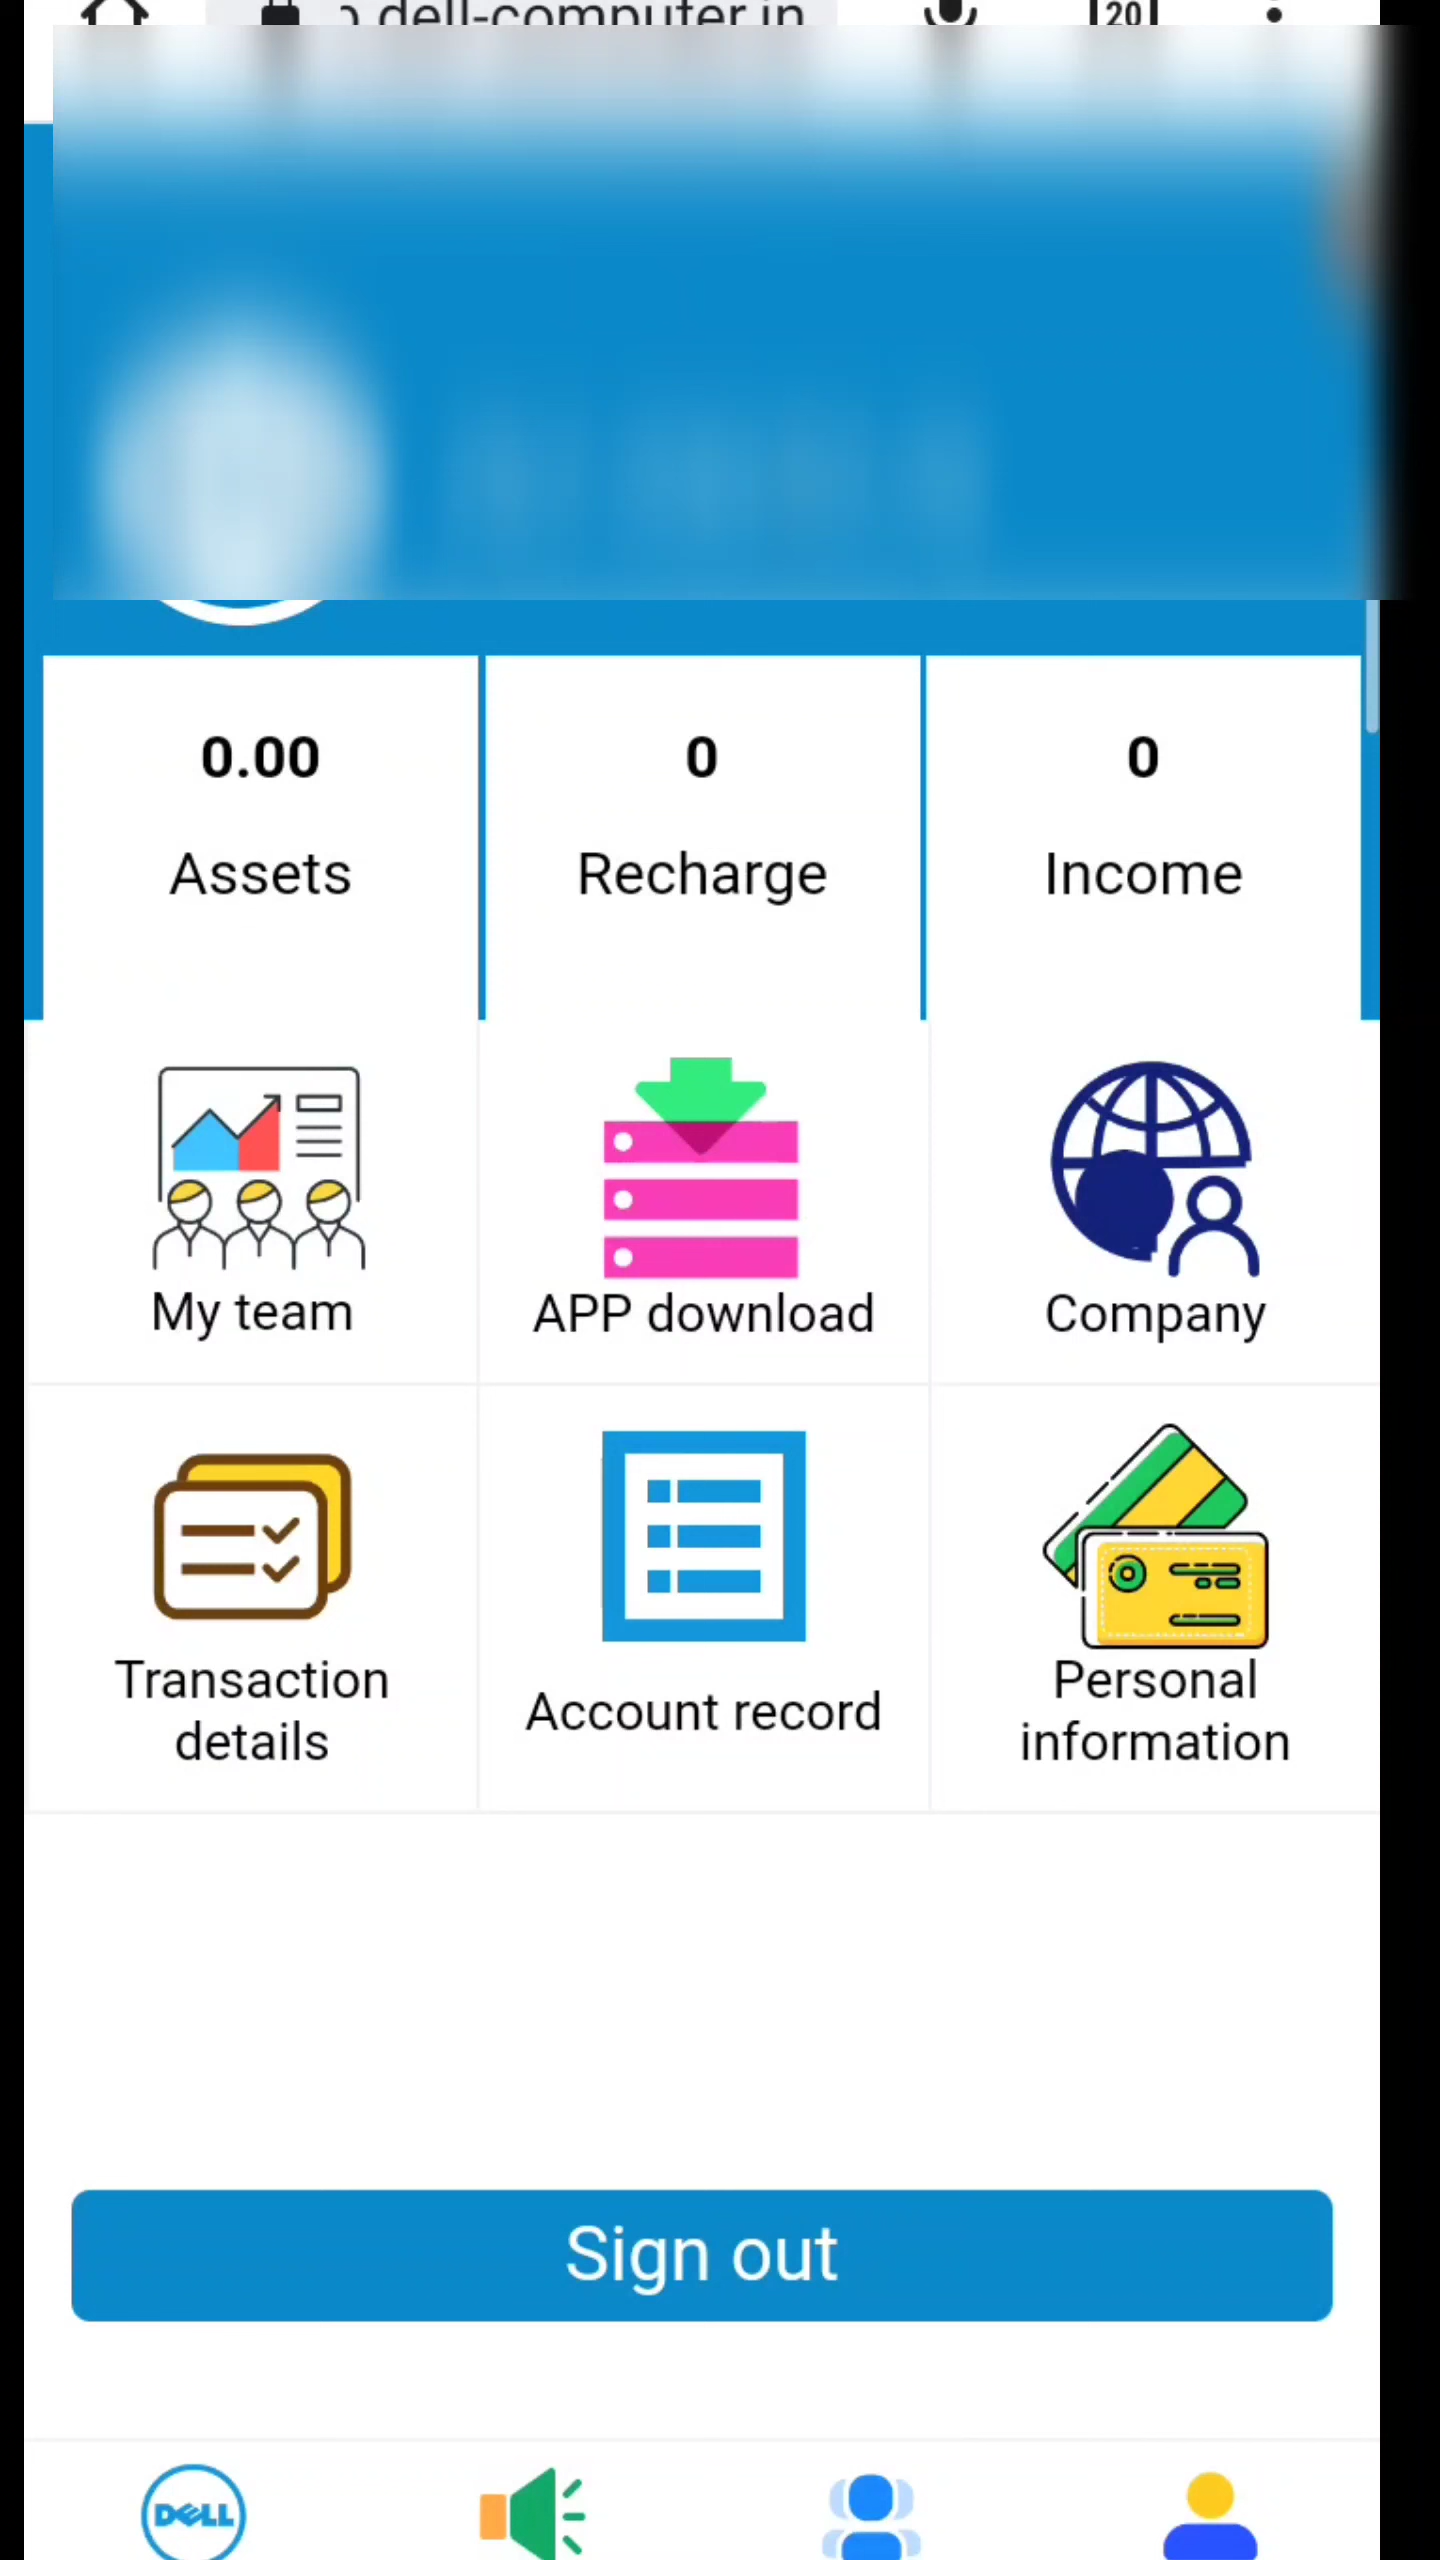 dell-computer.in
20
0.00
0
0
Assets
Recharge
Income
My team
APP download
Company
Transaction
details
Account record
Personal
information
Sign out
DELL